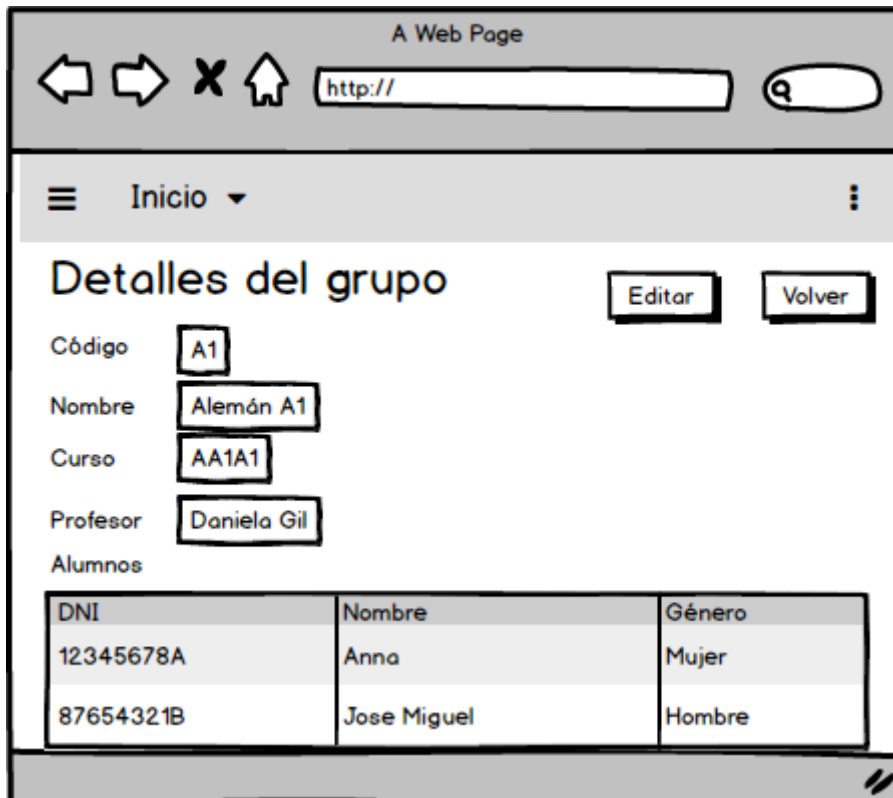 A Web Page
http://
Inicio
Detalles del grupo
Editar Volver
Código A1
Nombre Alemán A1
Curso AA1A1
Profesor Daniela Gil
Alumnos
DNI Nombre Género
12345678A Anna Mujer
87654321B Jose Miguel Hombre